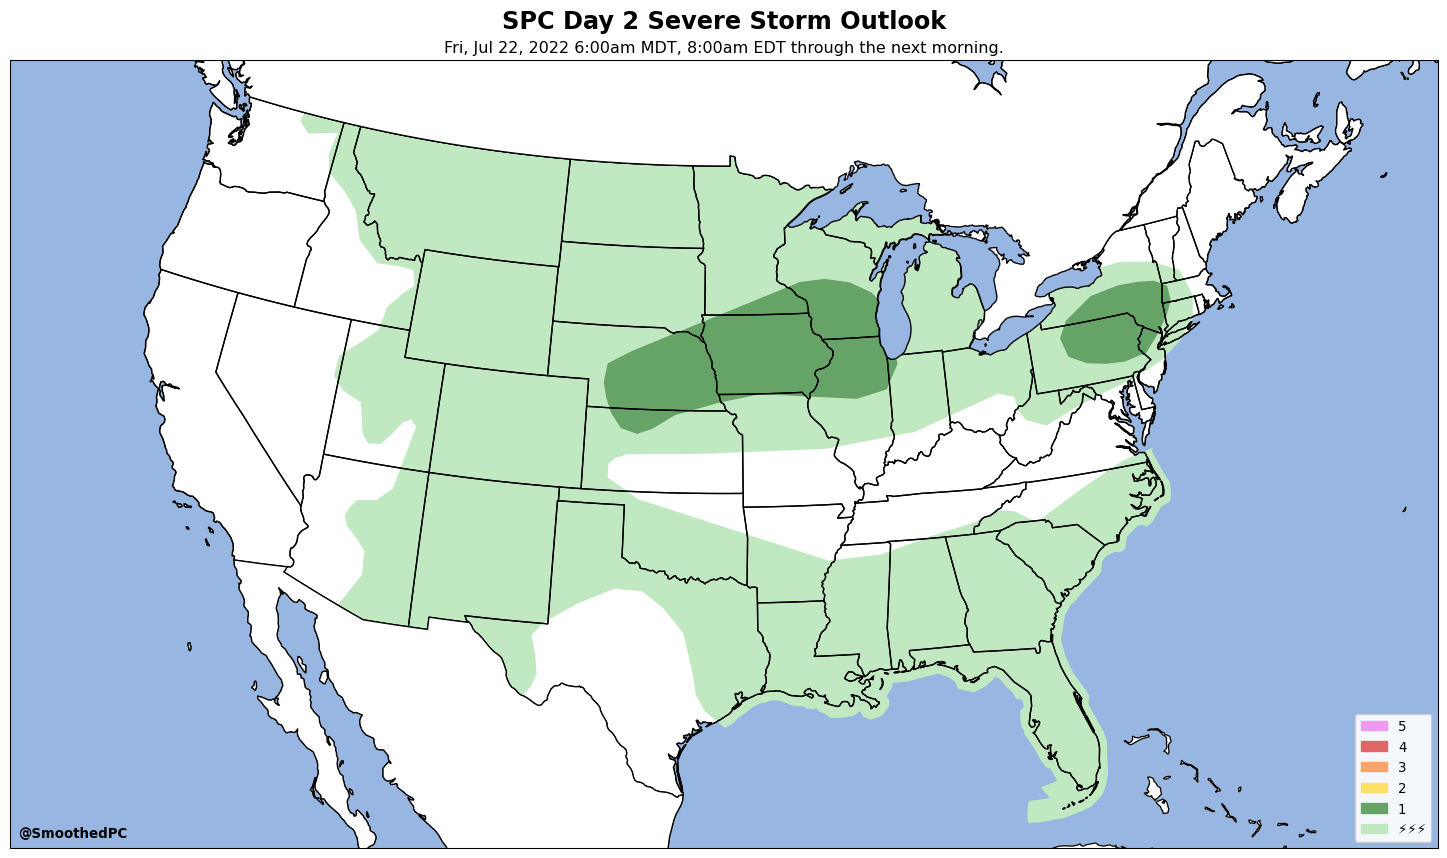 SPC Day 2 Severe Storm Outlook
Fri, Jul 22, 2022 6:00am MDT, 8:00am EDT through the next morning.
5
4
3
2
1
⚡⚡⚡
@SmoothedPC